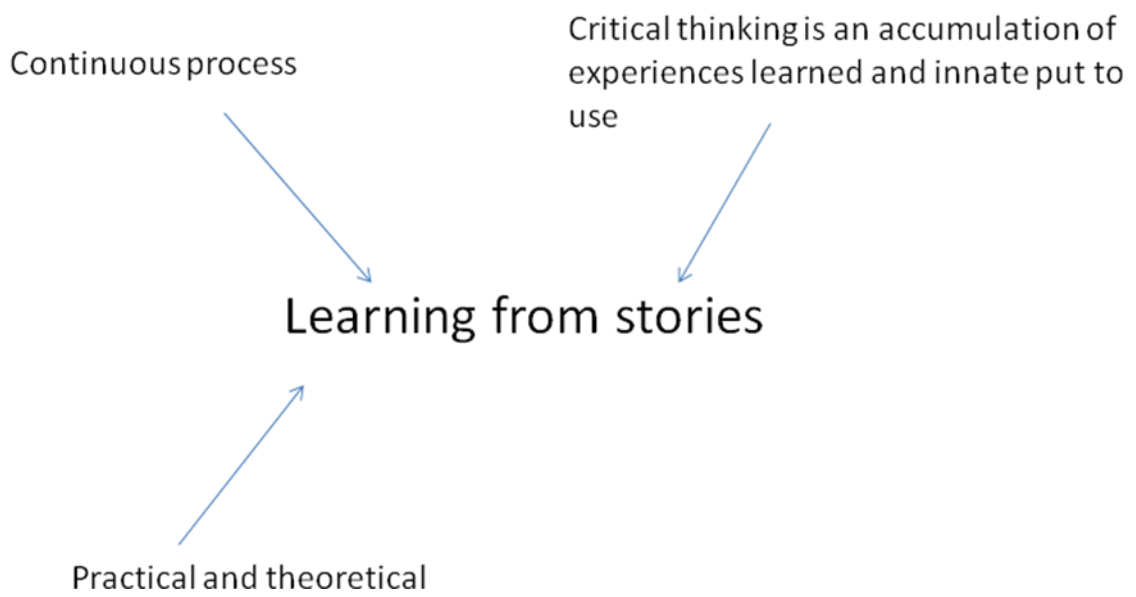 Continuous process
Critical thinking is an accumulation of
experiences learned and innate put to
use
Learning from stories
Practical and theoretical